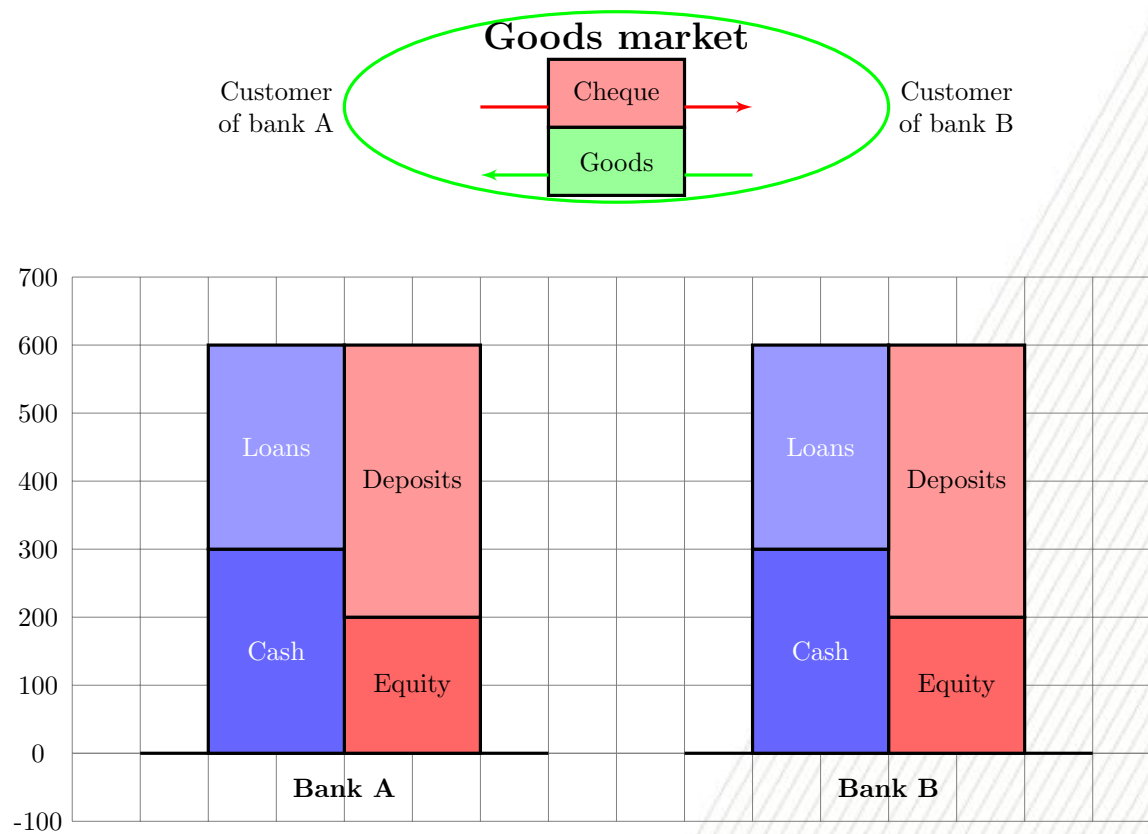 Goods market
Customer
of bank A
Cheque
Goods
Customer
of bank B
700
600
500
400
300
200
100
0
-100
Loans
Deposits
Cash
Equity
Loans
Deposits
Cash
Equity
Bank A
Bank B